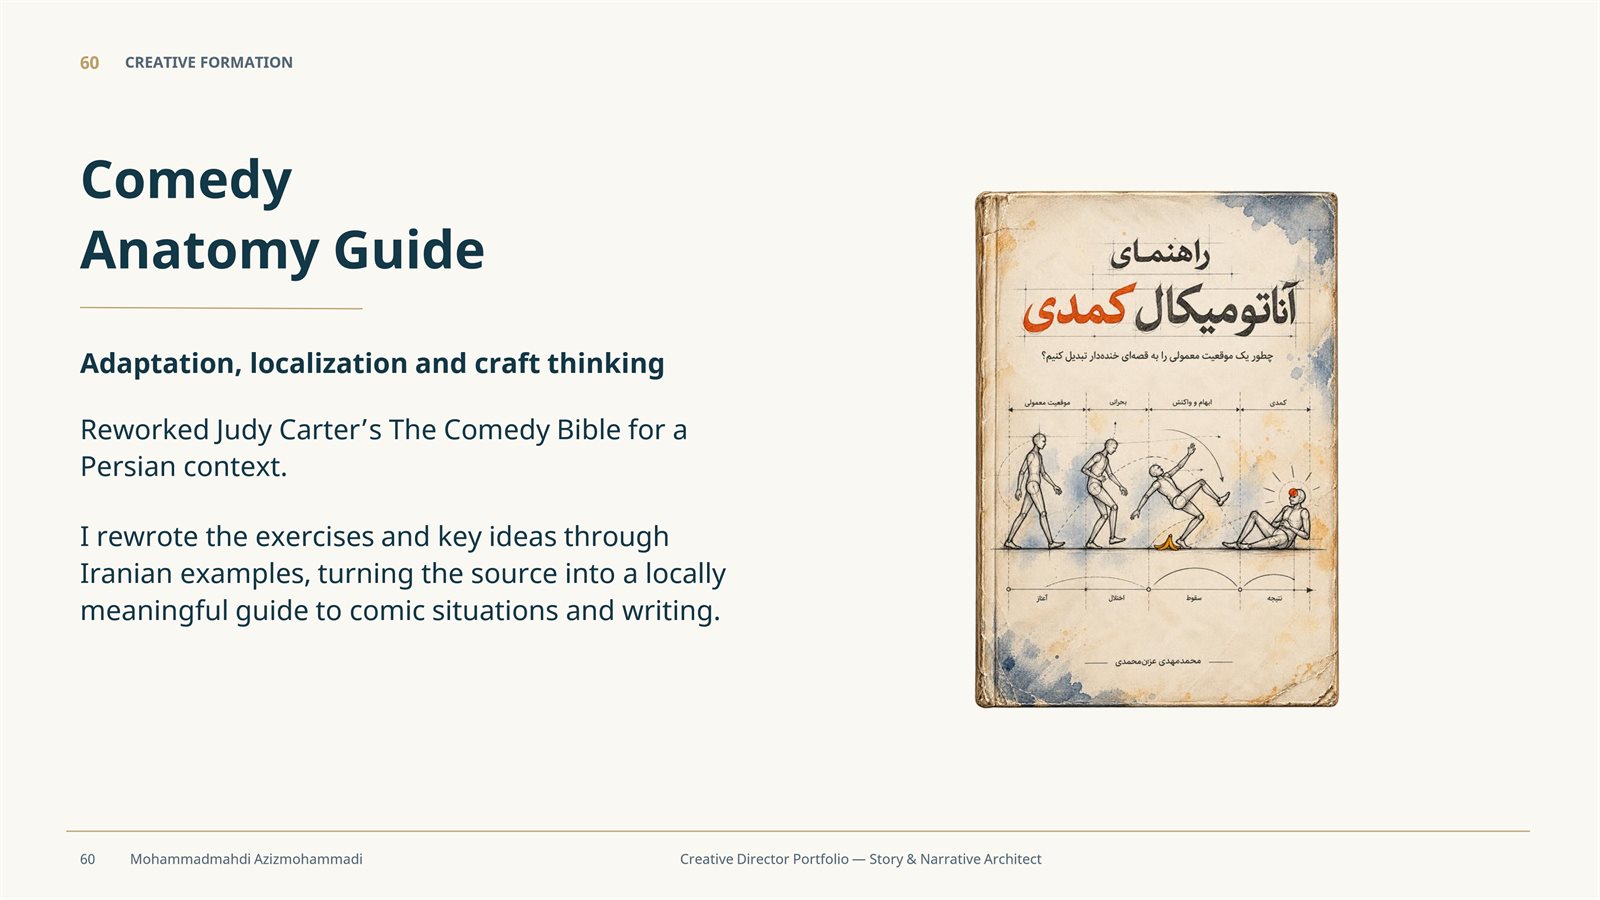 60 CREATIVE FORMATION
Comedy
Anatomy Guide
Adaptation, localization and craft thinking
Reworked Judy Carter’s The Comedy Bible for a
Persian context.
I rewrote the exercises and key ideas through
Iranian examples, turning the source into a locally
meaningful guide to comic situations and writing.
راهنمای
آناتومیکال کمدی
چطور یک موقعیت معمولی را به قصه‌ای خنده‌دار تبدیل کنیم؟
موقعیت معمولی بحرانی ابهام و واکنش کمدی
آغاز اختلال سقوط نتیجه
محمدمهدی
60 Mohammadmahdi Azizmohammadi Creative Director Portfolio — Story & Narrative Architect